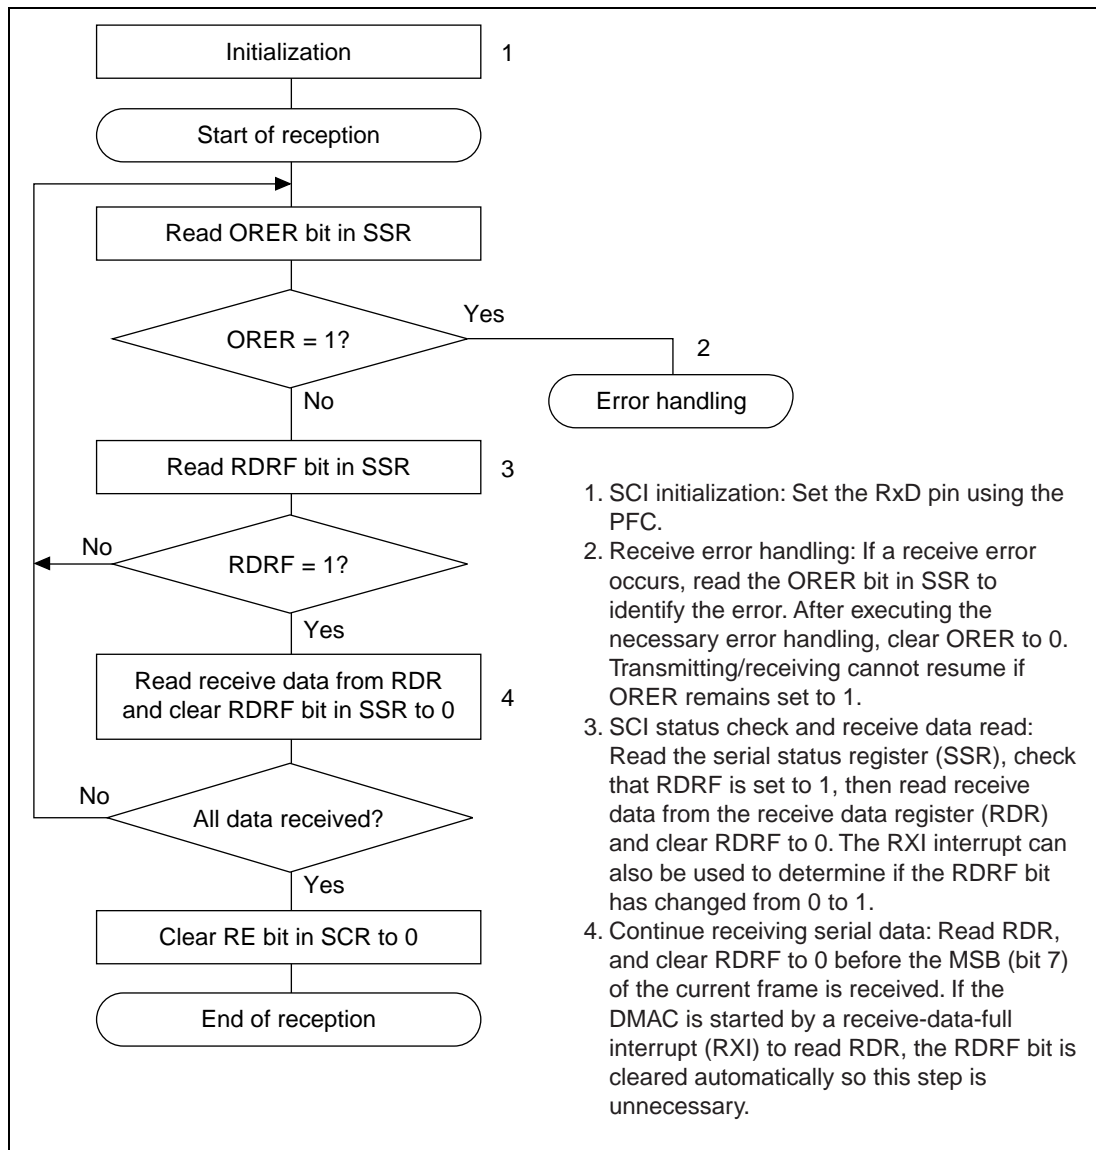 Initialization
1
Start of reception
Read ORER bit in SSR
Yes
ORER = 1?
2
Error handling
No
Read RDRF bit in SSR
3
No
RDRF = 1?
Yes
Read receive data from RDR
and clear RDRF bit in SSR to 0
4
No
All data received?
Yes
Clear RE bit in SCR to 0
End of reception
1. SCI initialization: Set the RxD pin using the
PFC.
2. Receive error handling: If a receive error
occurs, read the ORER bit in SSR to
identify the error. After executing the
necessary error handling, clear ORER to 0.
Transmitting/receiving cannot resume if
ORER remains set to 1.
3. SCI status check and receive data read:
Read the serial status register (SSR), check
that RDRF is set to 1, then read receive
data from the receive data register (RDR)
and clear RDRF to 0. The RXI interrupt can
also be used to determine if the RDRF bit
has changed from 0 to 1.
4. Continue receiving serial data: Read RDR,
and clear RDRF to 0 before the MSB (bit 7)
of the current frame is received. If the
DMAC is started by a receive-data-full
interrupt (RXI) to read RDR, the RDRF bit is
cleared automatically so this step is
unnecessary.